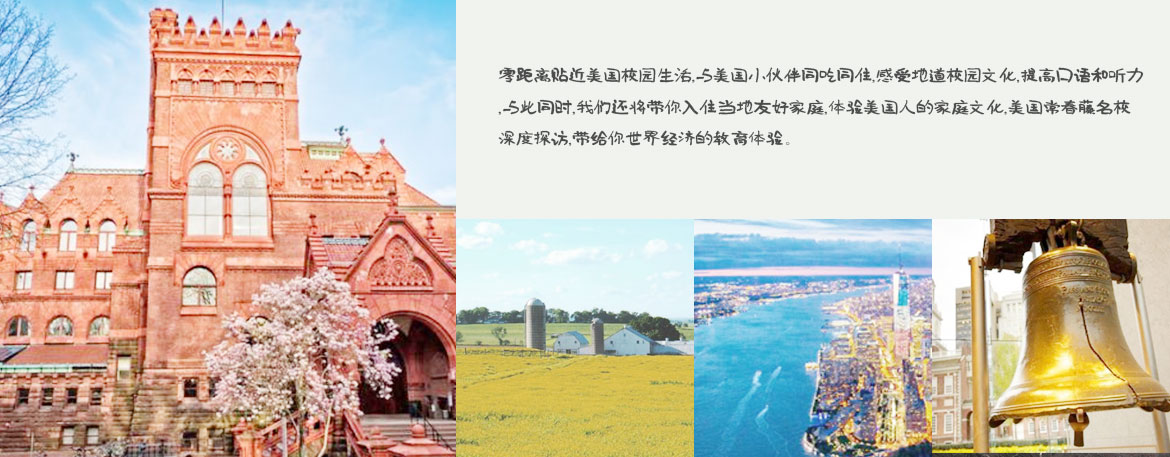 零距离贴近美国校园生活,与美国小伙伴同吃同住,感受地道校园文化,提高口语和听力
,与此同时,我们还将带你入住当地友好家庭,体验美国人的家庭文化,美国常春藤名校
深度探访,带给你世界经济的教育体验。